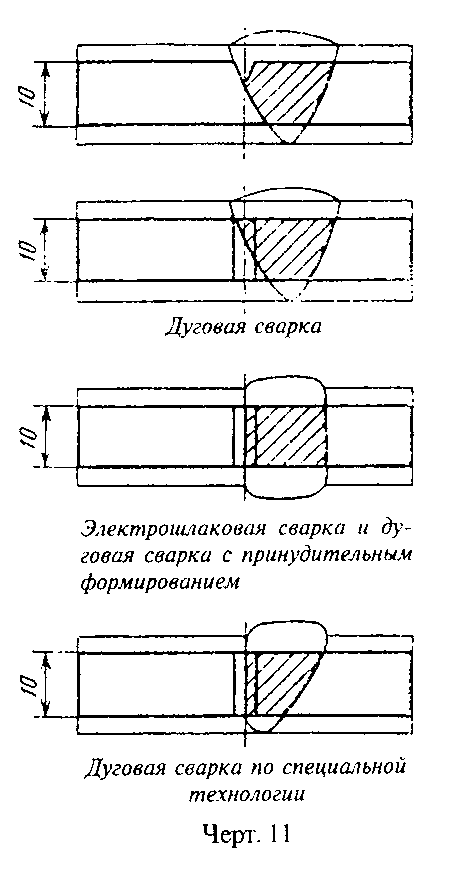 10
10
Дуговая сварка
10
Электрошлаковая сварка и ду-
говая сварка с принудительным
формированием
10
Дуговая сварка по специальной
технологии
Черт. 11